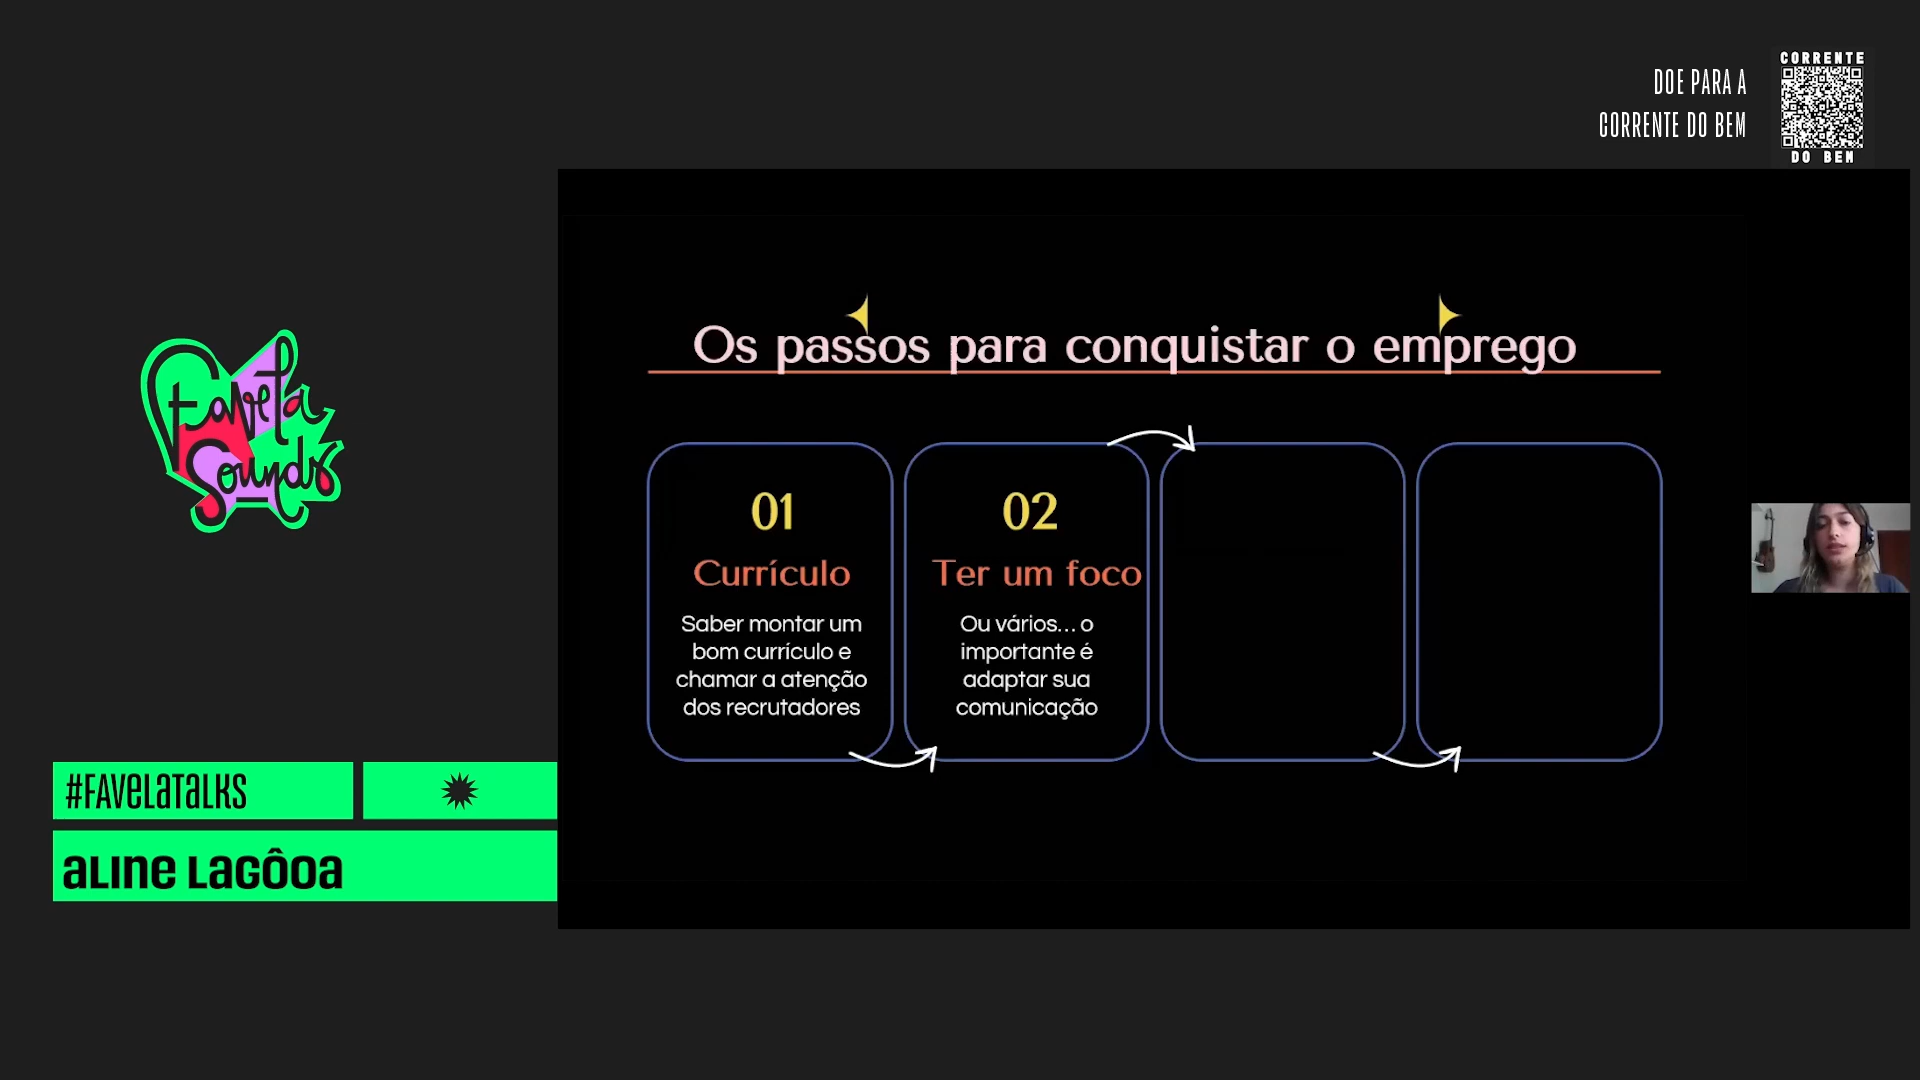 DOE PARA A
CORRENTE DO BEM
CORRENTE
DO BEM
Favela
Sounds
Os passos para conquistar o emprego
01
Currículo
Saber montar um
bom currículo e
chamar a atenção
dos recrutadores
02
Ter um foco
Ou vários... o
importante é
adaptar sua
comunicação
#FAVELATALKS
ALINE LAGÔOA